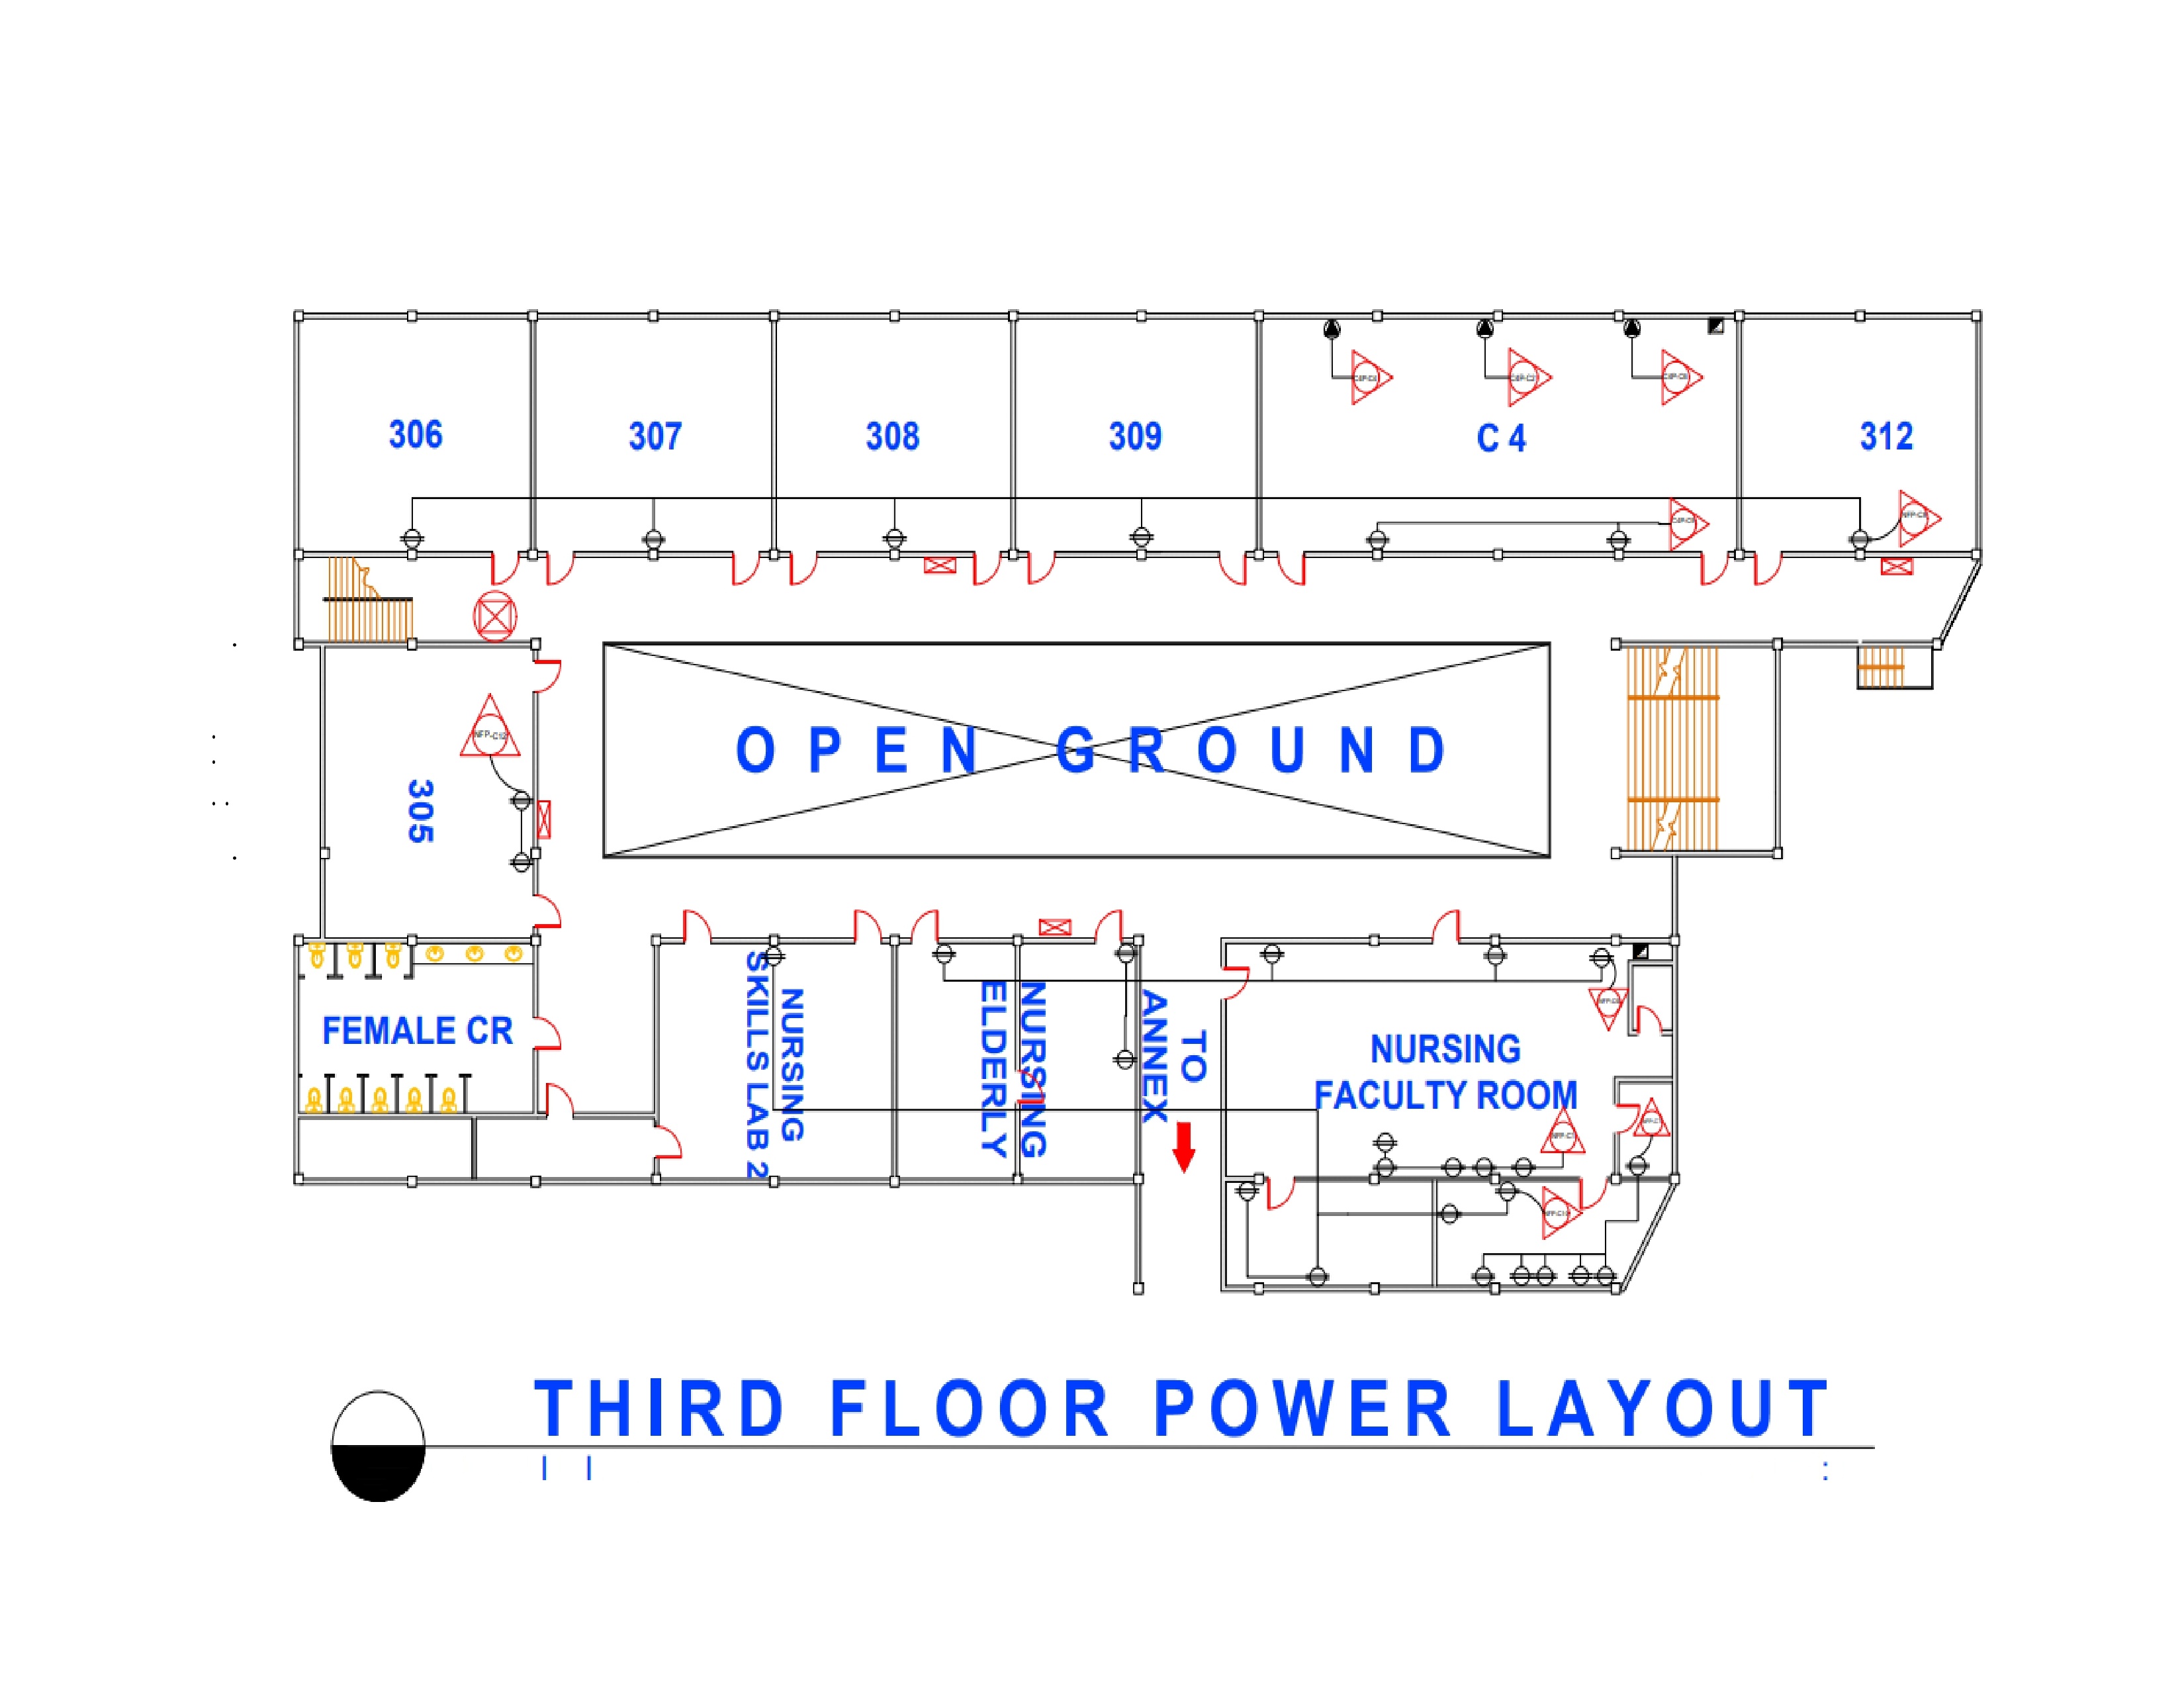 306
307
308
309
C 4
312
NFP-C12
305
OPEN GROUND
FEMALE CR
NURSING
SKILLS LAB 2
NURSING
ELDERLY
TO
ANNEX
NURSING
FACULTY ROOM
THIRD FLOOR POWER LAYOUT